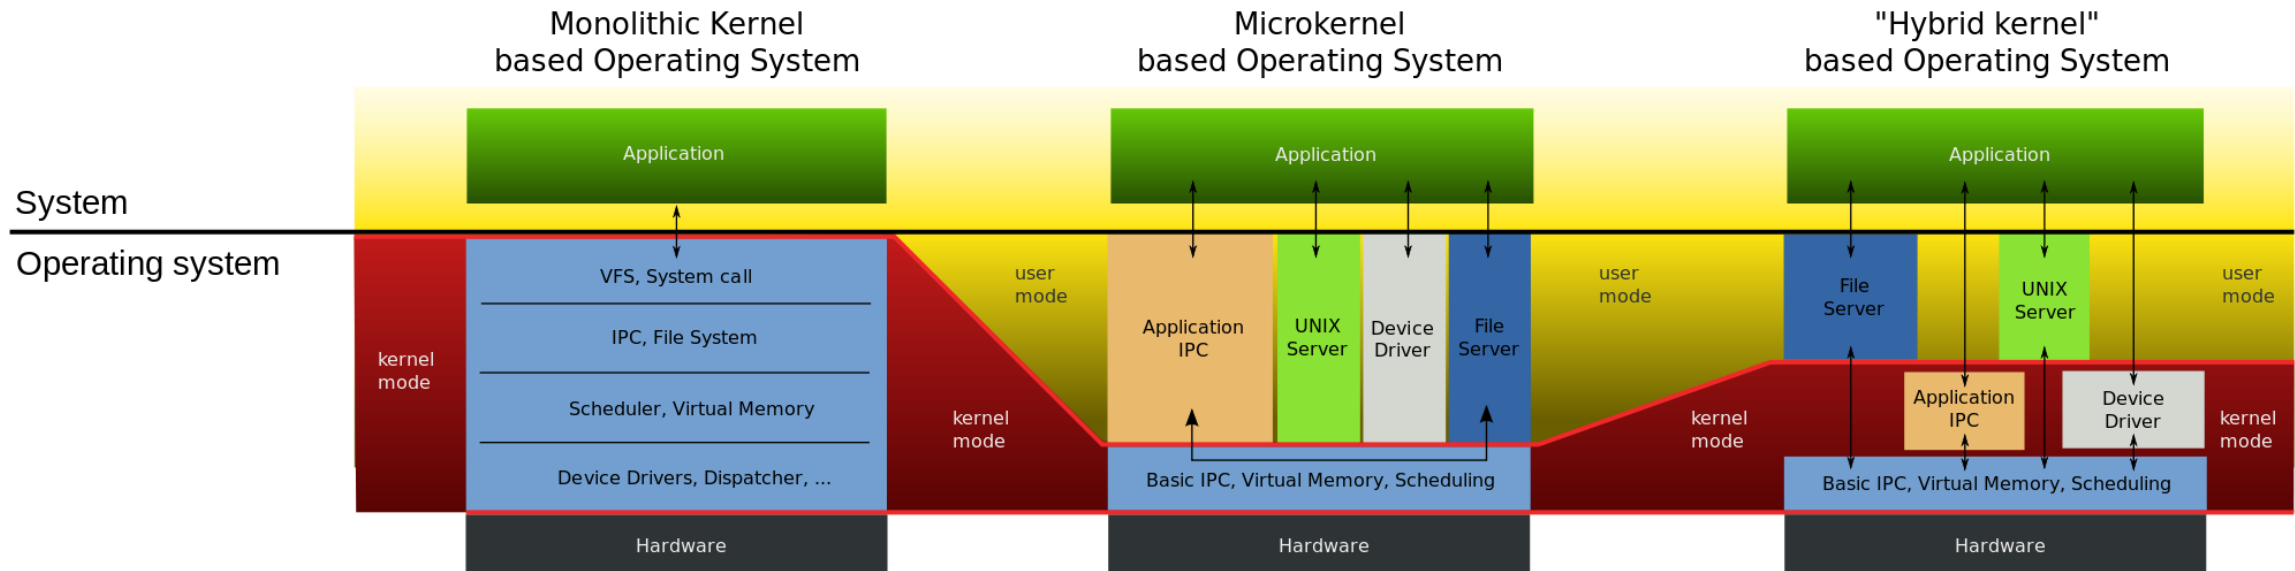 Monolithic Kernel
based Operating System
Microkernel
based Operating System
"Hybrid kernel"
based Operating System
System
Operating system
Application
kernel
mode
VFS, System call
IPC, File System
Scheduler, Virtual Memory
Device Drivers, Dispatcher, ...
Hardware
kernel
mode
user
mode
Application
Application
IPC
UNIX
Server
Device
Driver
File
Server
Basic IPC, Virtual Memory, Scheduling
Hardware
user
mode
kernel
mode
Application
File
Server
UNIX
Server
Application
IPC
Device
Driver
Basic IPC, Virtual Memory, Scheduling
Hardware
user
mode
kernel
mode